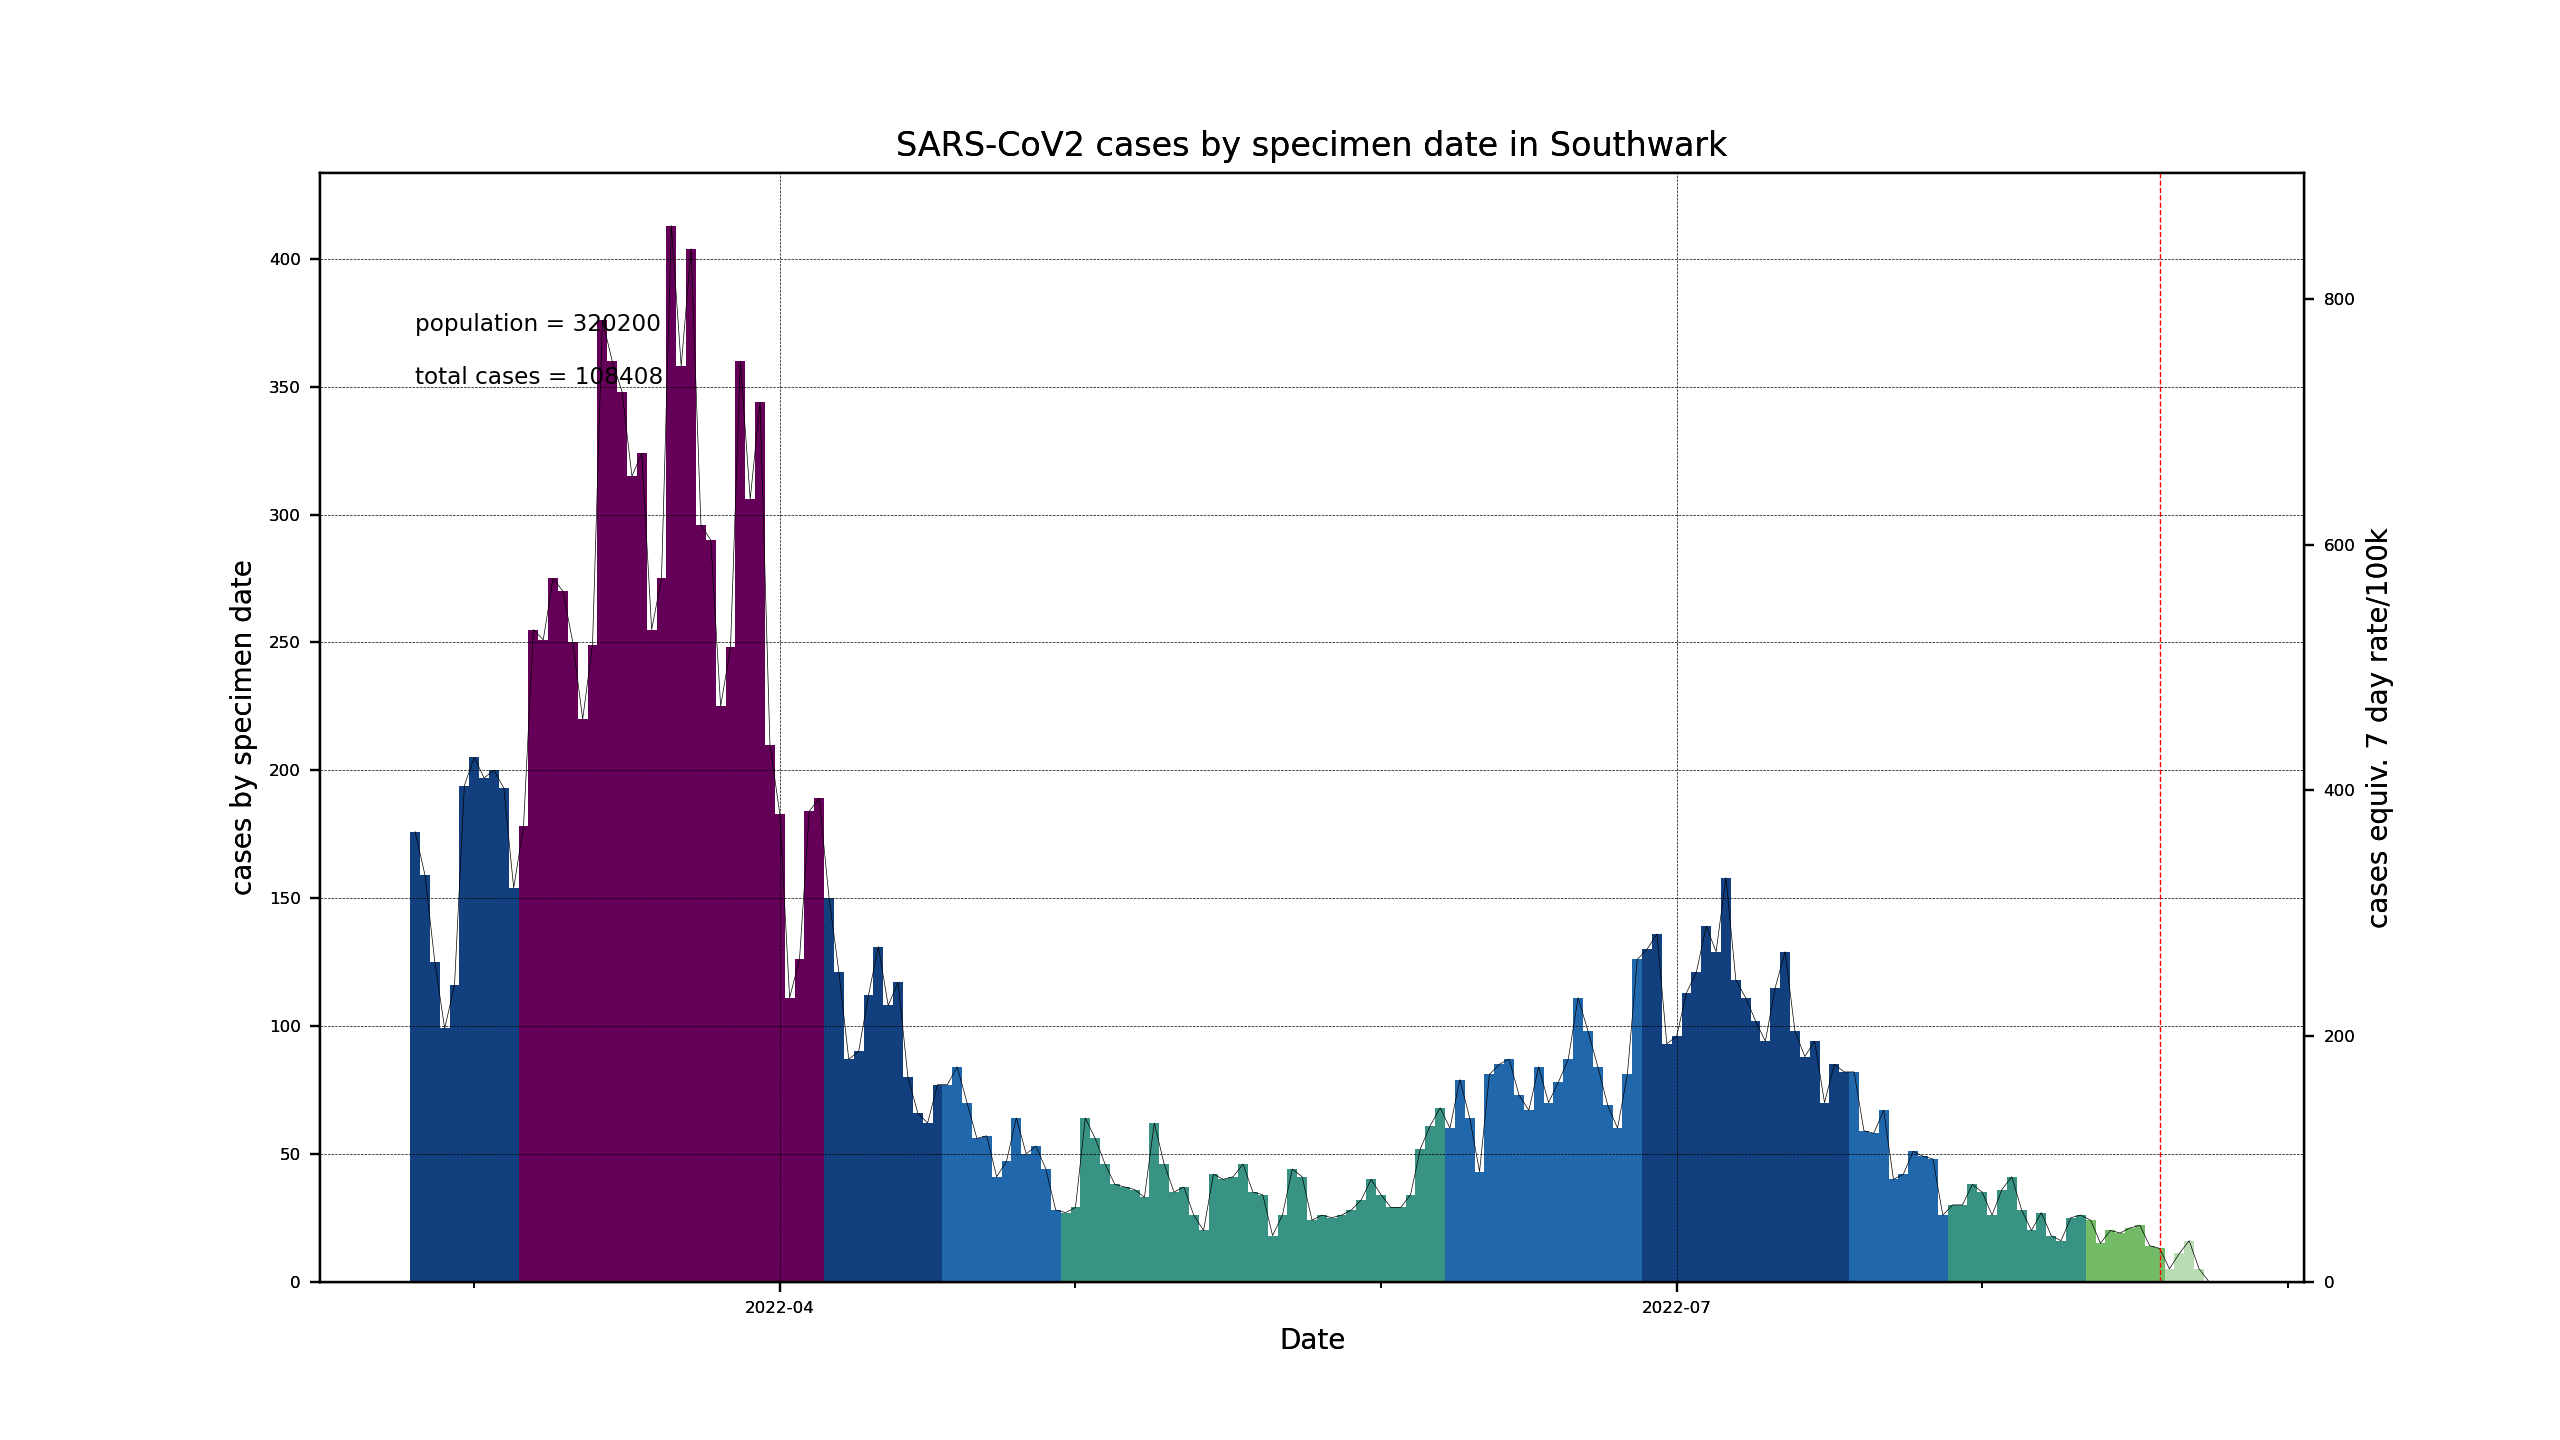 SARS-CoV2 cases by specimen date in Southwark
population = 320200
total cases = 108408
cases by specimen date
400
350
300
250
200
150
100
50
0
800
600
400
200
0
cases equiv. 7 day rate/100k
2022-04
2022-07
Date